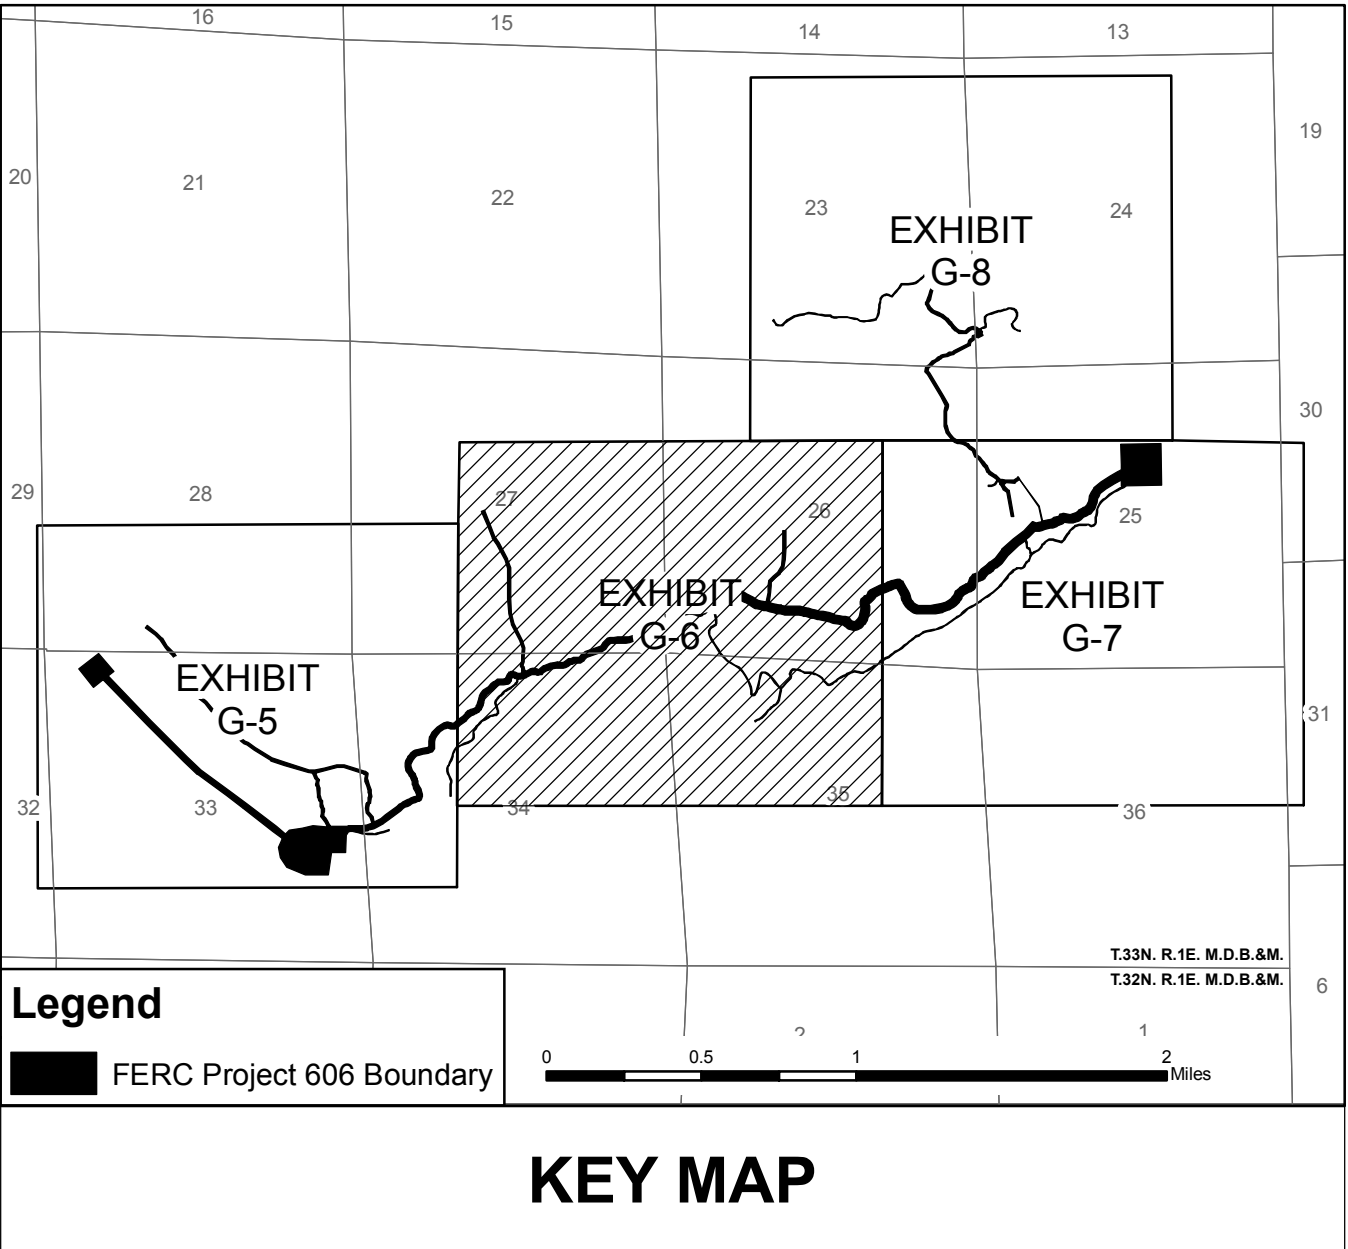 16
15
14
13
19
20
21
22
23
24
EXHIBIT
G-8
30
29
28
27
26
25
EXHIBIT
G-6
EXHIBIT
G-7
EXHIBIT
G-5
31
32
33
34
35
36
T.33N. R.1E. M.D.B.&M.
T.32N. R.1E. M.D.B.&M.
6
2
1
Legend
FERC Project 606 Boundary
0 0.5 1 2
Miles
KEY MAP